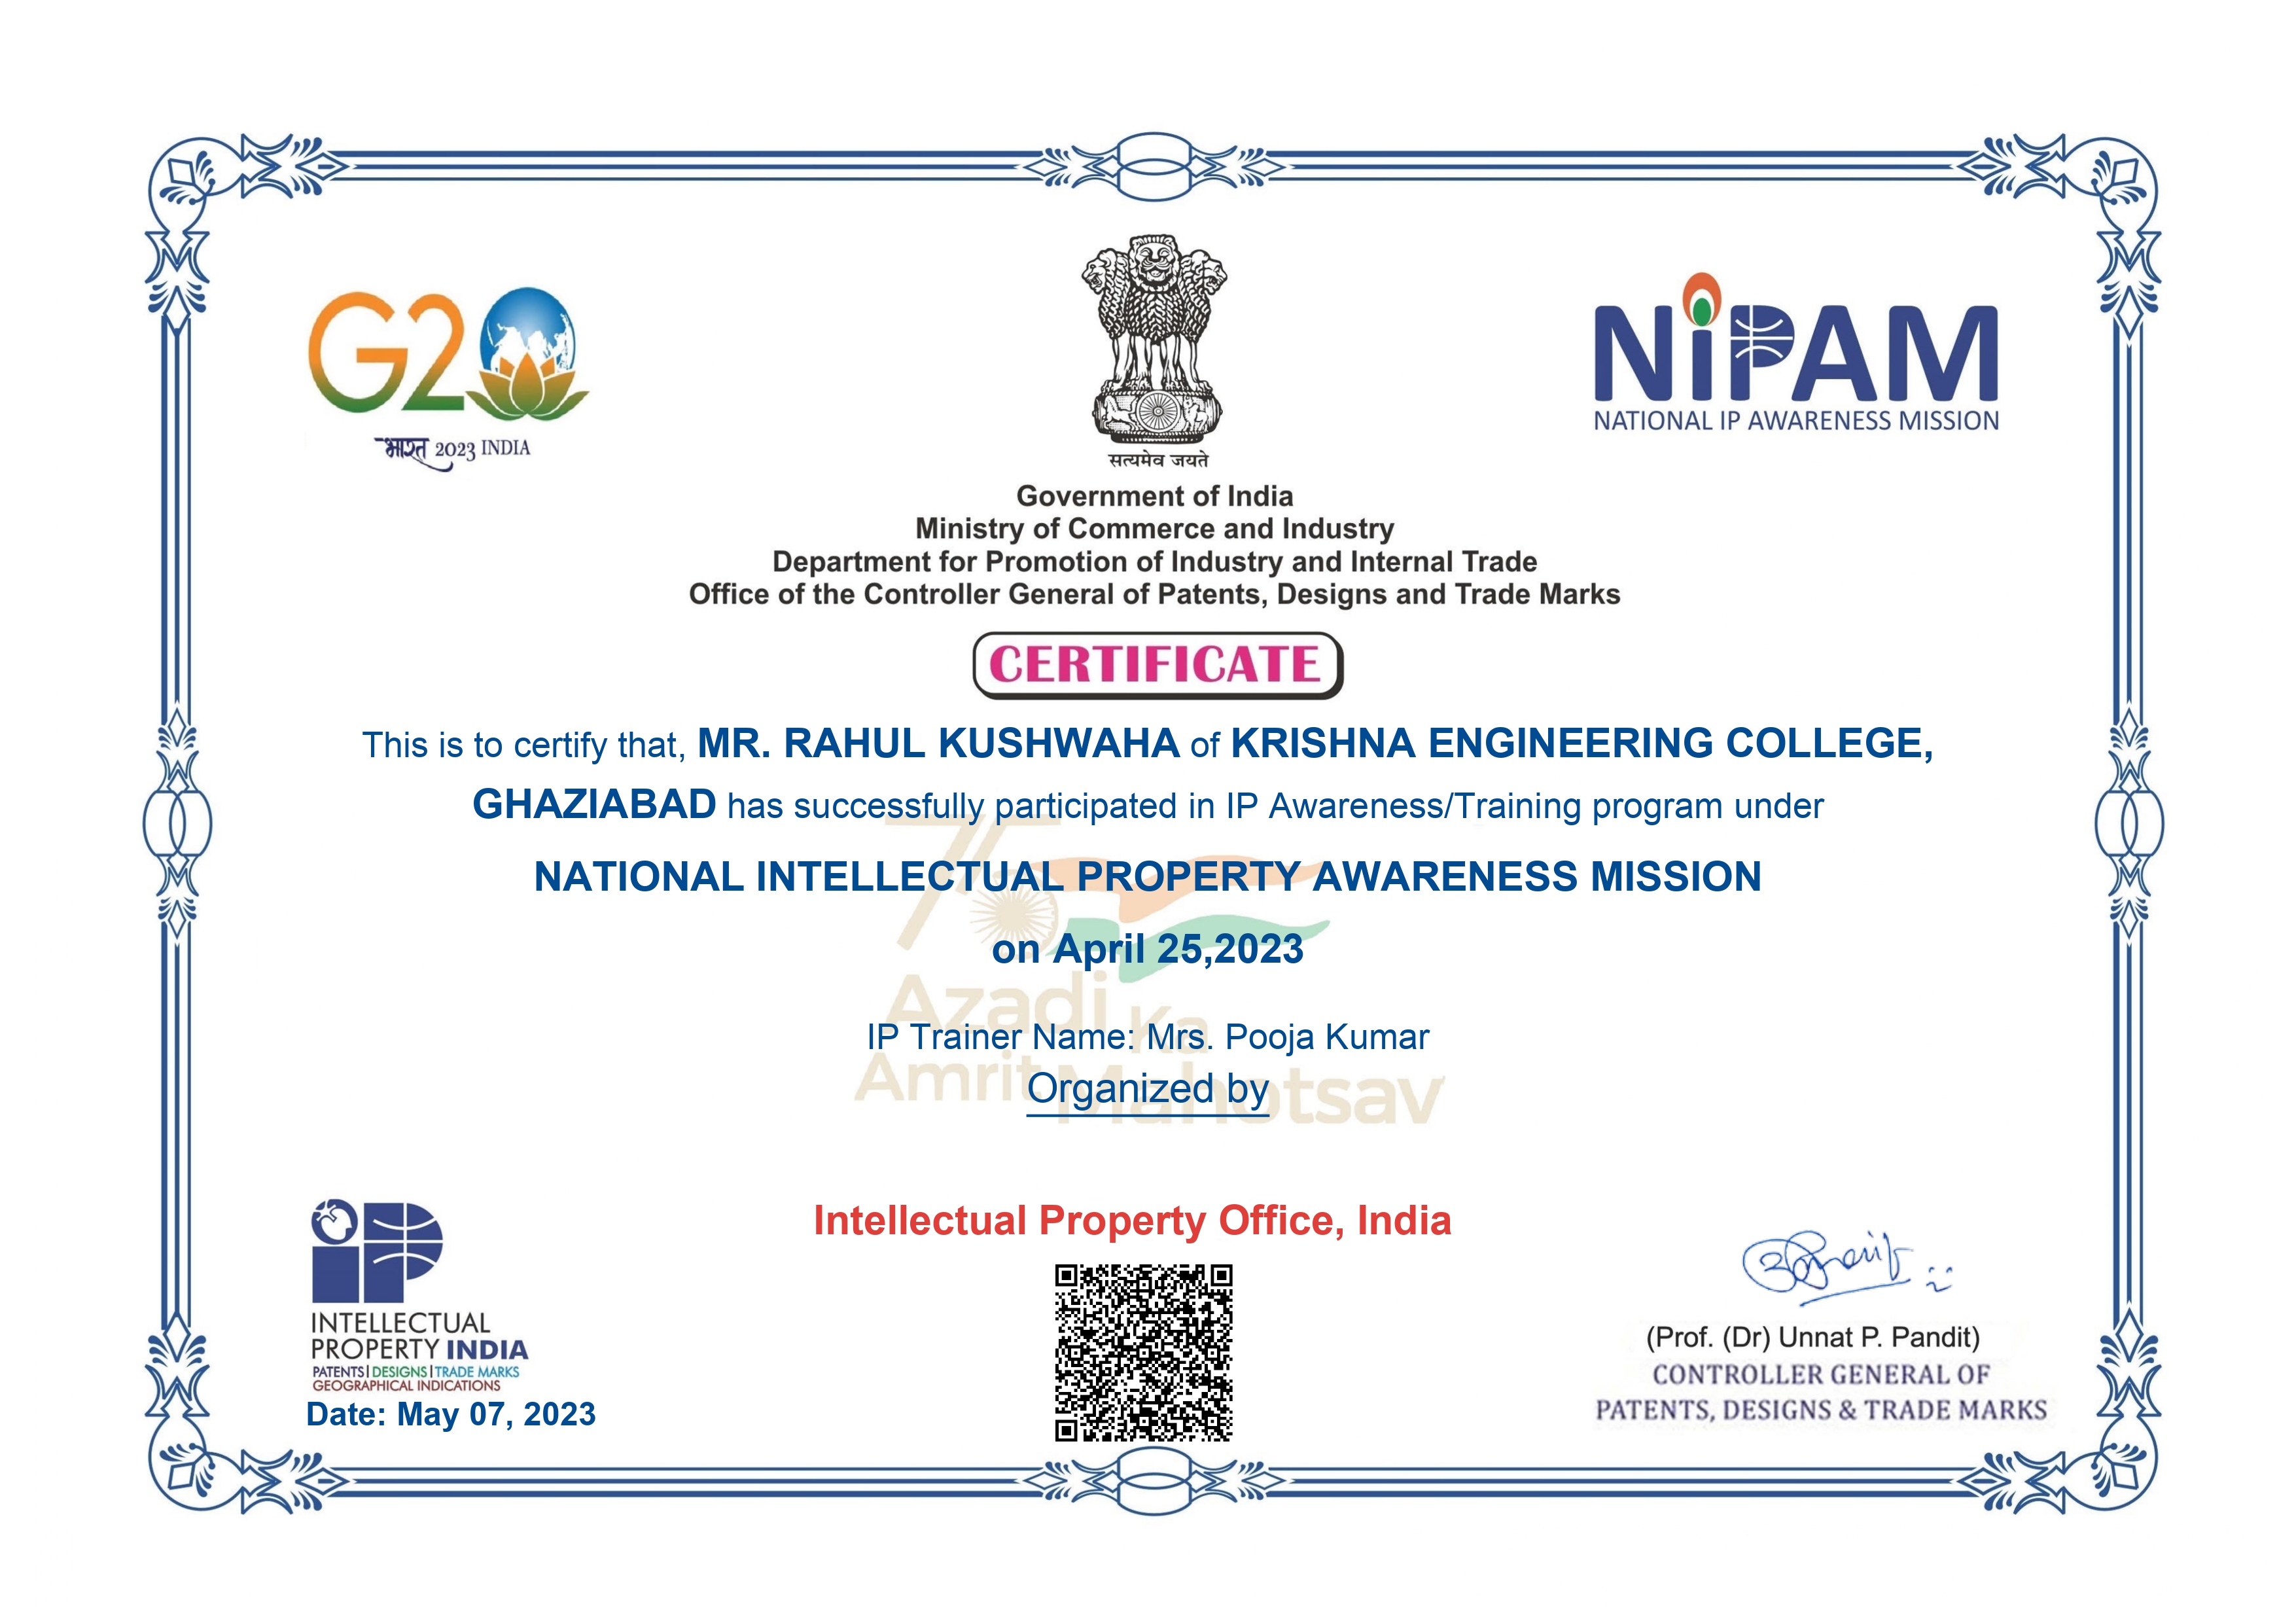 G20
भारत 2023 INDIA
सत्यमेव जयते
NiPAM
NATIONAL IP AWARENESS MISSION
Government of India
Ministry of Commerce and Industry
Department for Promotion of Industry and Internal Trade
Office of the Controller General of Patents, Designs and Trade Marks
CERTIFICATE
This is to certify that, MR. RAHUL KUSHWAHA of KRISHNA ENGINEERING COLLEGE,
GHAZIABAD has successfully participated in IP Awareness/Training program under
NATIONAL INTELLECTUAL PROPERTY AWARENESS MISSION
on April 25,2023
75
Azadi Ka
Amrit Mahotsav
IP Trainer Name: Mrs. Pooja Kumar
Organized by
Intellectual Property Office, India
iP
INTELLECTUAL
PROPERTY INDIA
PATENTS | DESIGNS | TRADE MARKS
GEOGRAPHICAL INDICATIONS
Date: May 07, 2023
(Prof. (Dr) Unnat P. Pandit)
CONTROLLER GENERAL OF
PATENTS, DESIGNS & TRADE MARKS